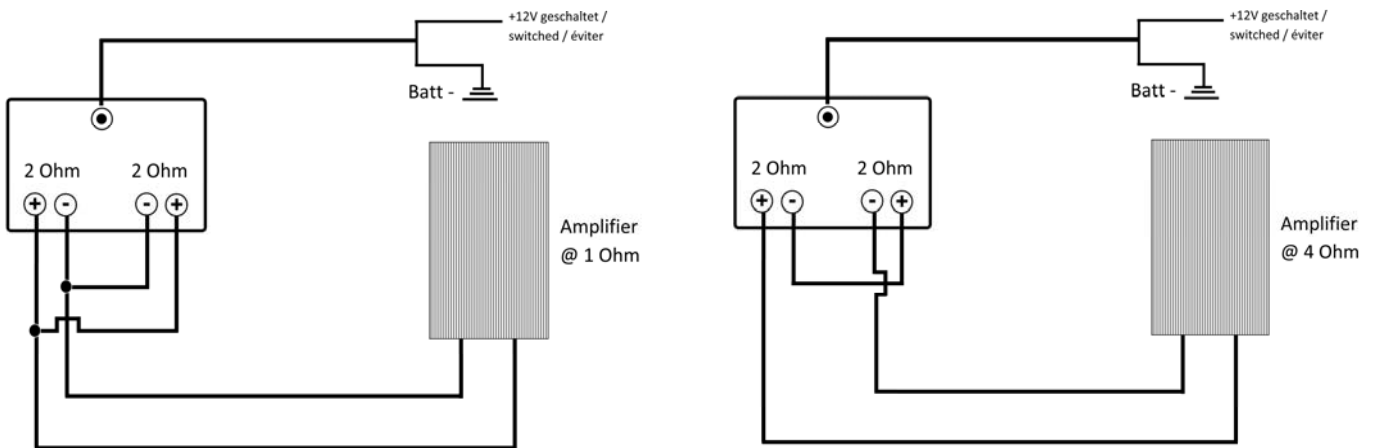 +12V geschaltet /
switched / éviter
Batt -
2 Ohm 2 Ohm
+ - - +
Amplifier
@ 1 Ohm
+12V geschaltet /
switched / éviter
Batt -
2 Ohm 2 Ohm
+ - - +
Amplifier
@ 4 Ohm